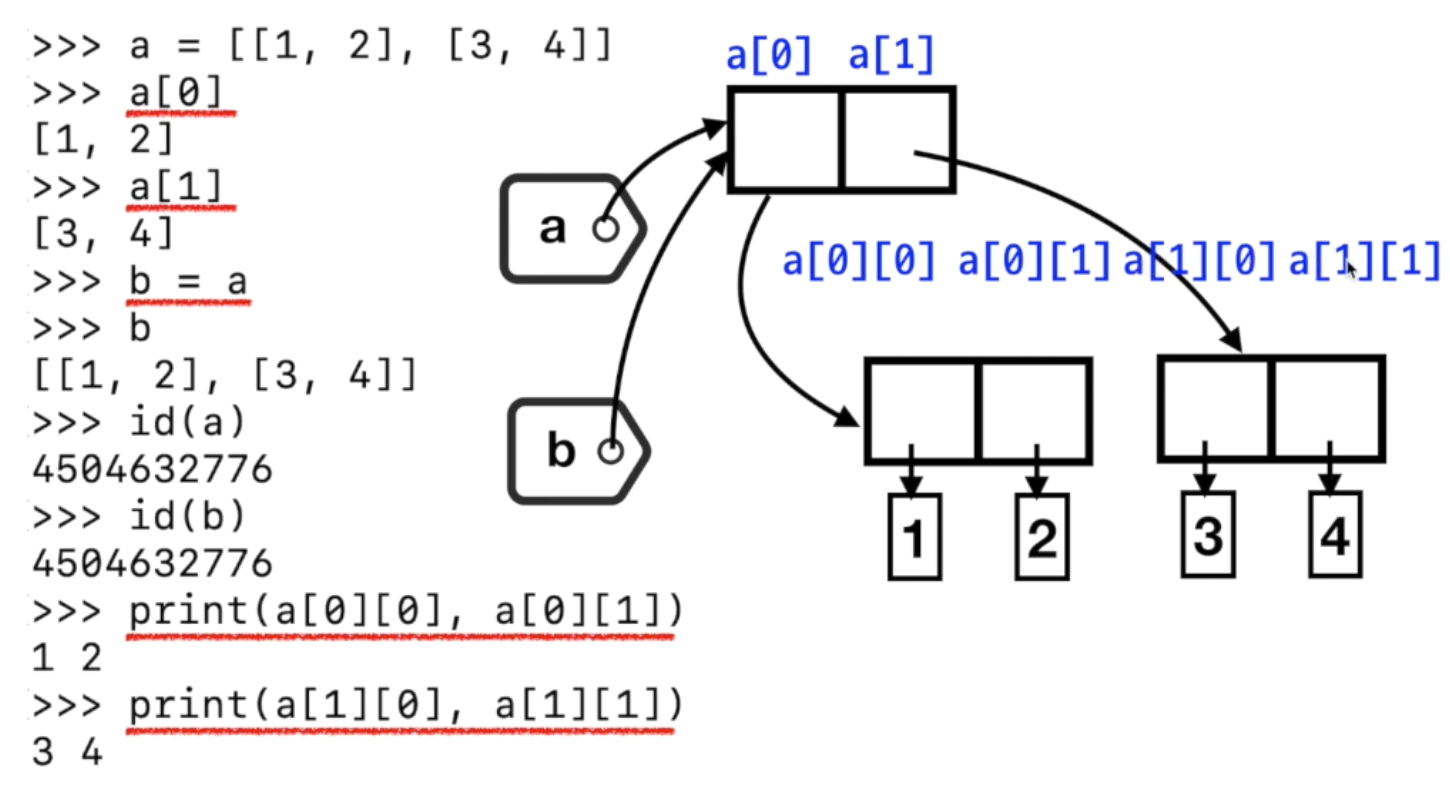 >>> a = [[1, 2], [3, 4]]
>>> a[0]
[1, 2]
>>> a[1]
[3, 4]
>>> b = a
>>> b
[[1, 2], [3, 4]]
>>> id(a)
4504632776
>>> id(b)
4504632776
>>> print(a[0][0], a[0][1])
1 2
>>> print(a[1][0], a[1][1])
3 4
a[0] a[1]
a
a[0][0] a[0][1] a[1][0] a[1][1]
b
1 2 3 4